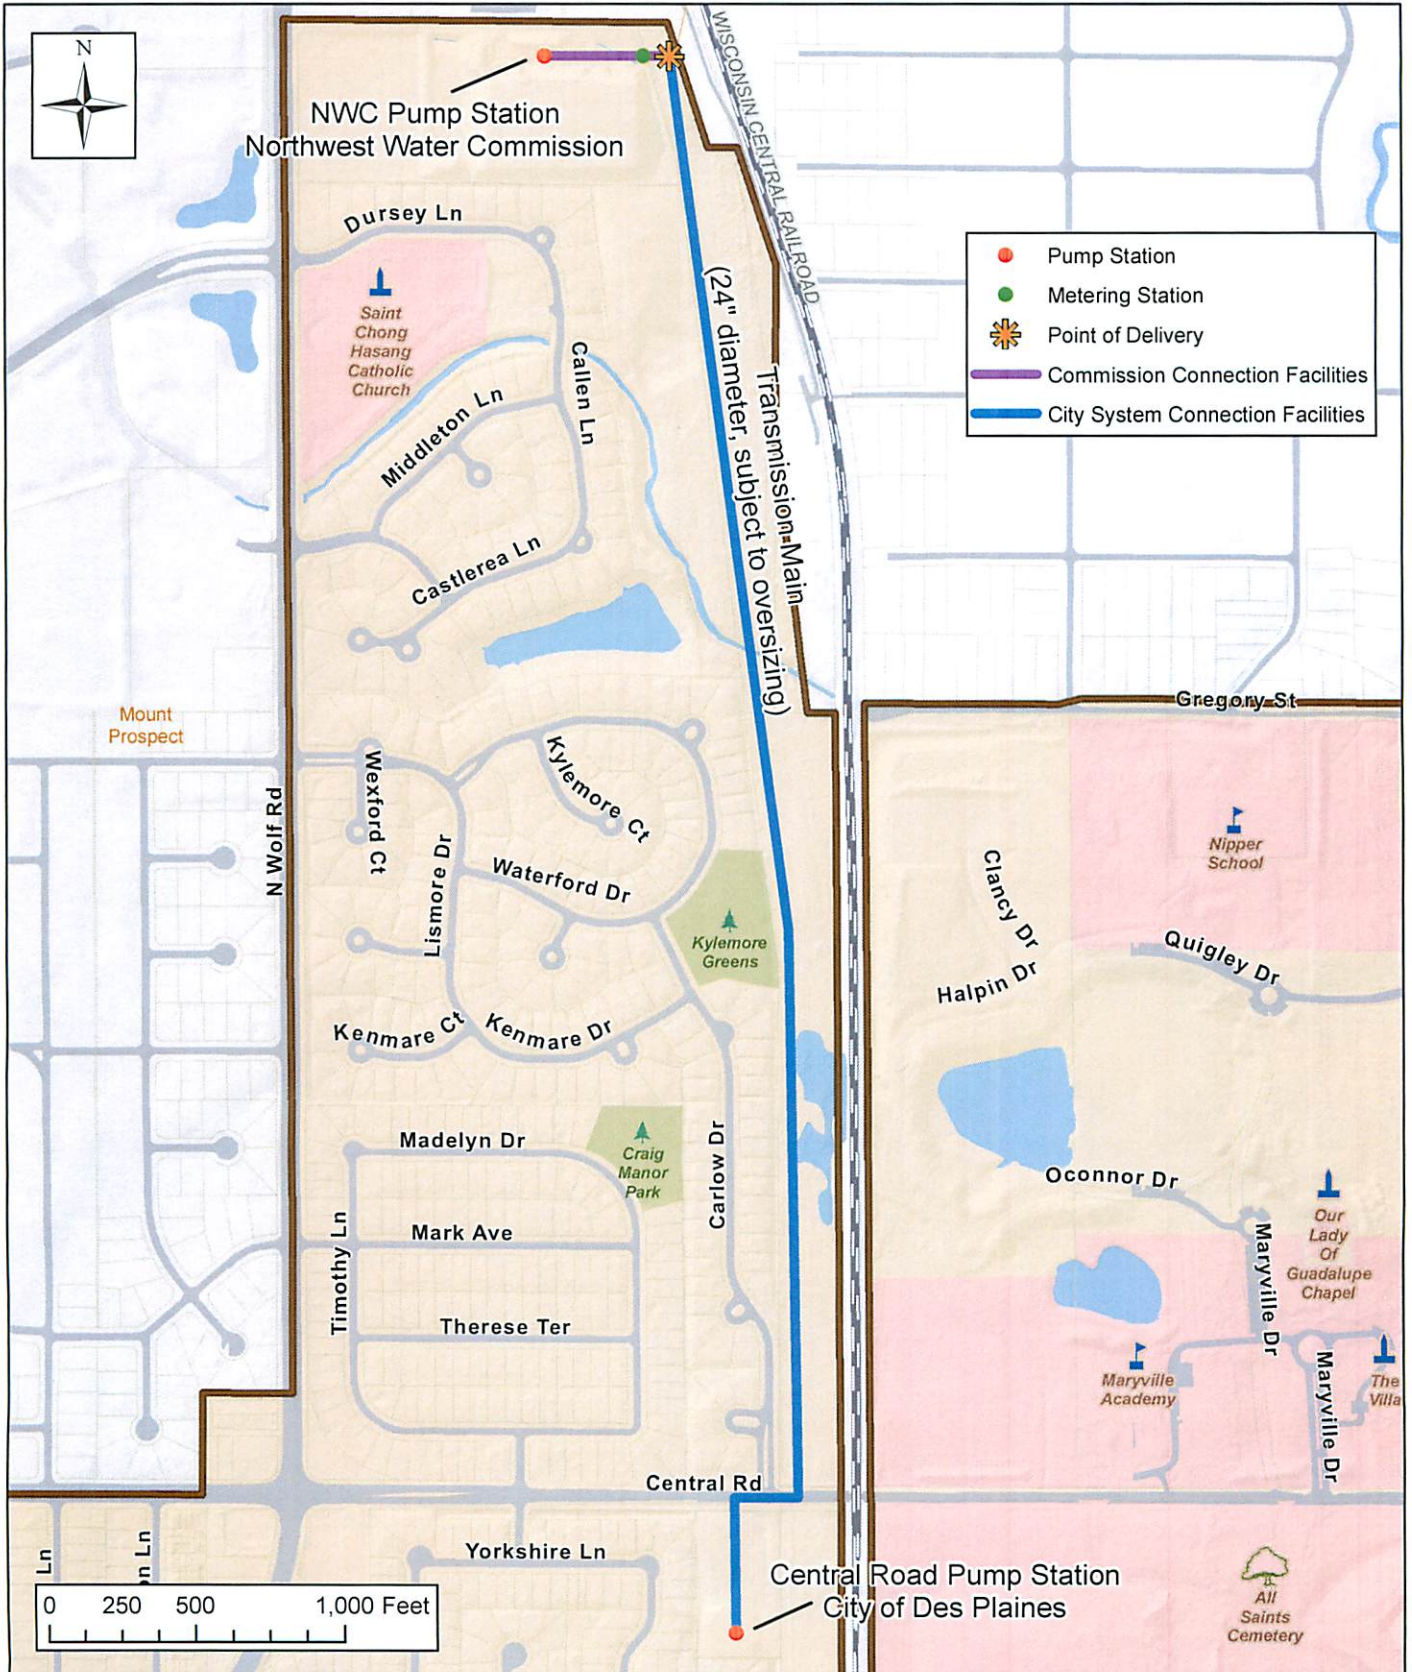 N
NWC Pump Station
Northwest Water Commission
WISCONSIN CENTRAL RAILROAD
Pump Station
Metering Station
Point of Delivery
Commission Connection Facilities
City System Connection Facilities
Dursey Ln
Saint
Chong
Hasang
Catholic
Church
Callen Ln
Middleton Ln
Castlerea Ln
Transmission Main
(24" diameter, subject to oversizing)
Mount
Prospect
Gregory St
N Wolf Rd
Wexford Ct
Kylemore Ct
Lismore Dr
Waterford Dr
Kylemore
Greens
Nipper
School
Clancy Dr
Halpin Dr
Quigley Dr
Kenmare Ct
Kenmare Dr
Madelyn Dr
Craig
Manor
Park
Carlow Dr
Oconnor Dr
Our
Lady
Of
Guadalupe
Chapel
Mark Ave
Timothy Ln
Therese Ter
Maryville Dr
Maryville
Academy
Maryville Dr
The
Villa
Central Rd
Ln
on Ln
Yorkshire Ln
Central Road Pump Station
City of Des Plaines
All
Saints
Cemetery
0 250 500 1,000 Feet